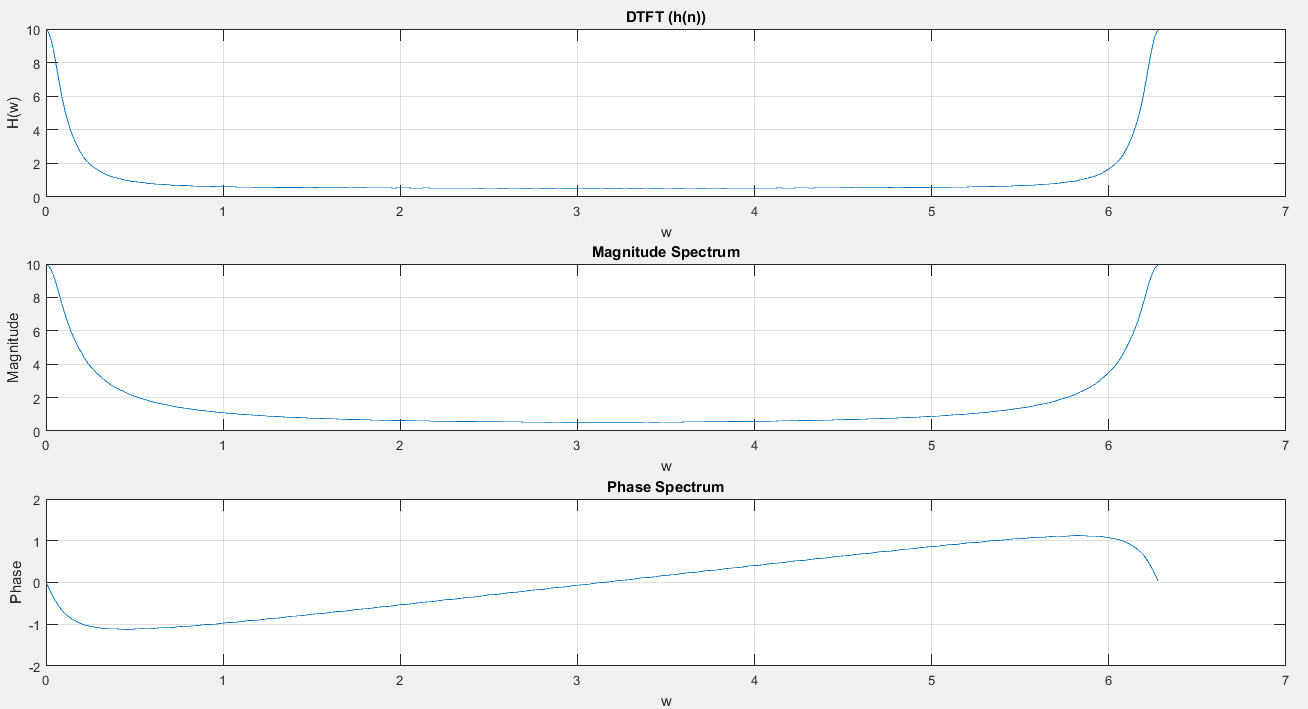 DTFT (h(n))
10
8
6
4
2
0
H(w)
0 1 2 3 4 5 6 7
w
Magnitude Spectrum
10
8
6
4
2
0
Magnitude
0 1 2 3 4 5 6 7
w
Phase Spectrum
2
1
0
-1
-2
Phase
0 1 2 3 4 5 6 7
w